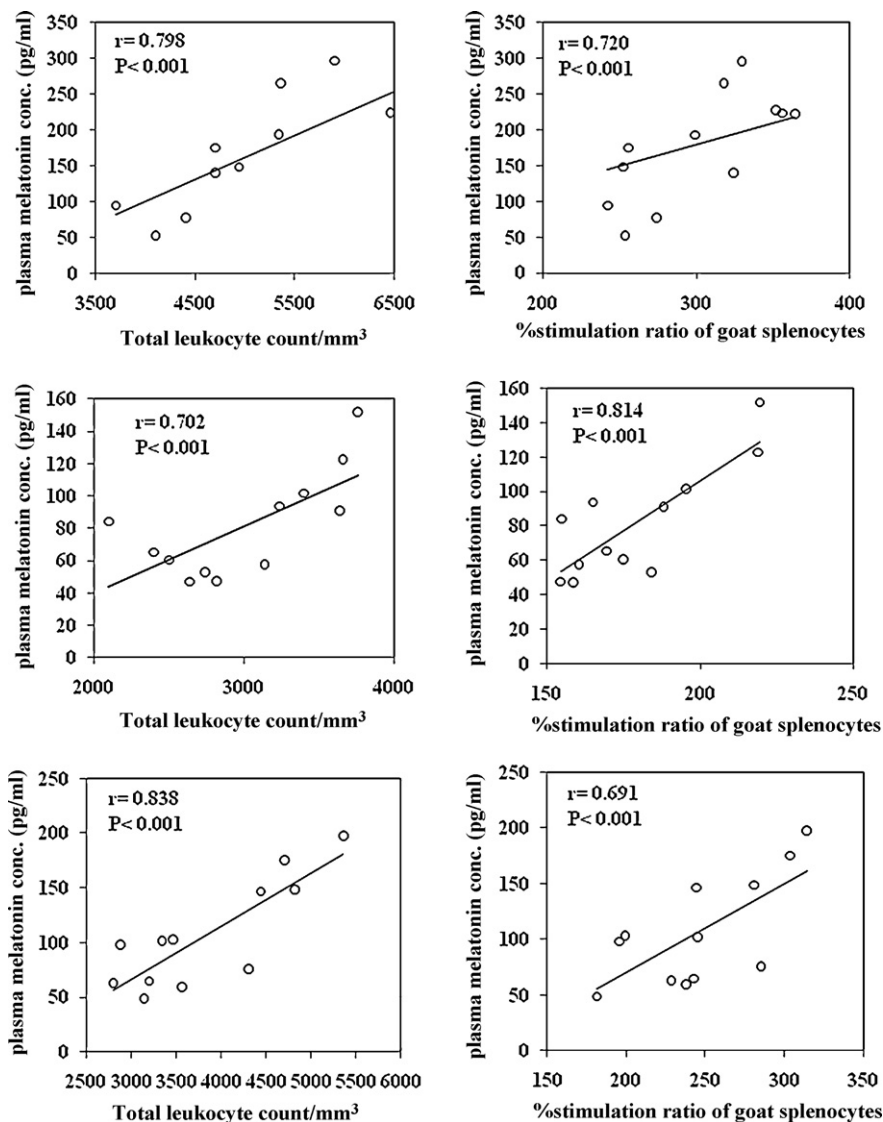 r= 0.798
P< 0.001
plasma melatonin conc. (pg/ml)
350
300
250
200
150
100
50
0
3500 4500 5500 6500
Total leukocyte count/mm³
r= 0.720
P< 0.001
plasma melatonin conc. (pg/ml)
350
300
250
200
150
100
50
0
200 300 400
%stimulation ratio of goat splenocytes
r= 0.702
P< 0.001
plasma melatonin conc. (pg/ml)
160
140
120
100
80
60
40
20
0
2000 3000 4000
Total leukocyte count/mm³
r= 0.814
P< 0.001
plasma melatonin conc. (pg/ml)
160
140
120
100
80
60
40
20
0
150 200 250
%stimulation ratio of goat splenocytes
r= 0.838
P< 0.001
plasma melatonin conc. (pg/ml)
250
200
150
100
50
0
2500 3000 3500 4000 4500 5000 5500 6000
Total leukocyte count/mm³
r= 0.691
P< 0.001
plasma melatonin conc. (pg/ml)
250
200
150
100
50
0
150 200 250 300 350
%stimulation ratio of goat splenocytes